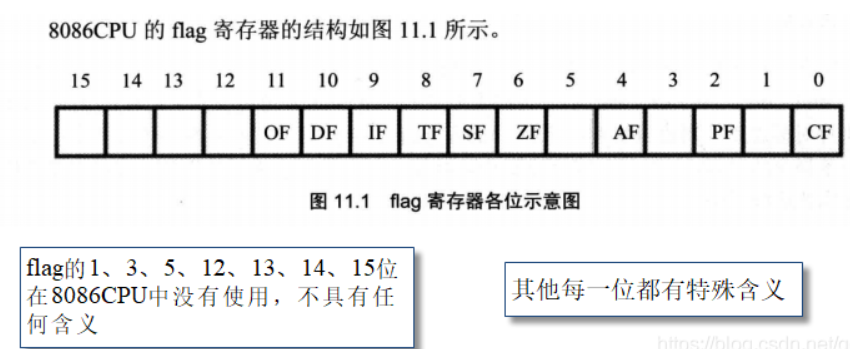 8086CPU 的 flag 寄存器的结构如图 11.1 所示。
15 14 13 12 11 10 9 8 7 6 5 4 3 2 1 0
OF DF IF TF SF ZF AF PF CF
图 11.1 flag 寄存器各位示意图
flag的1、3、5、12、13、14、15位
在8086CPU中没有使用，不具有任
何含义
其他每一位都有特殊含义
https://blog.csdn.net/q